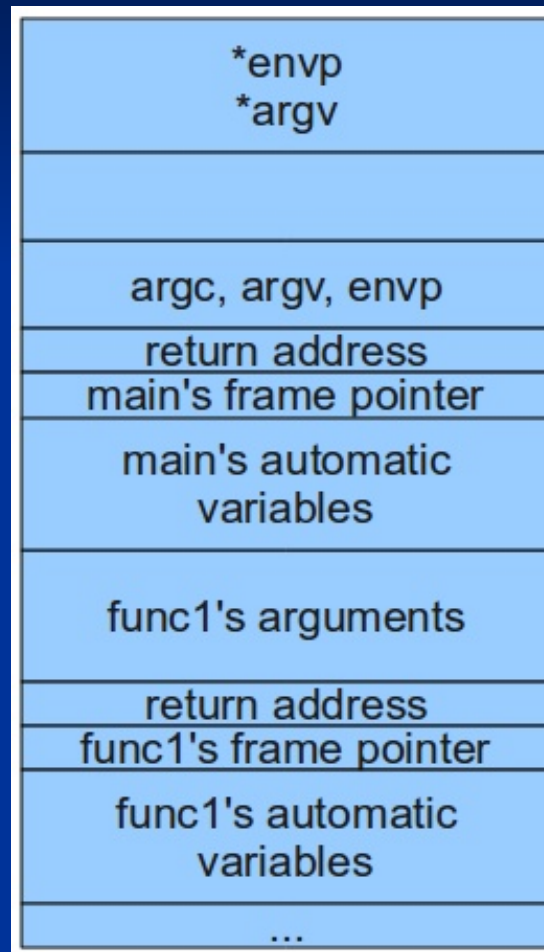 *envp
*argv
argc, argv, envp
return address
main's frame pointer
main's automatic
variables
func1's arguments
return address
func1's frame pointer
func1's automatic
variables
...